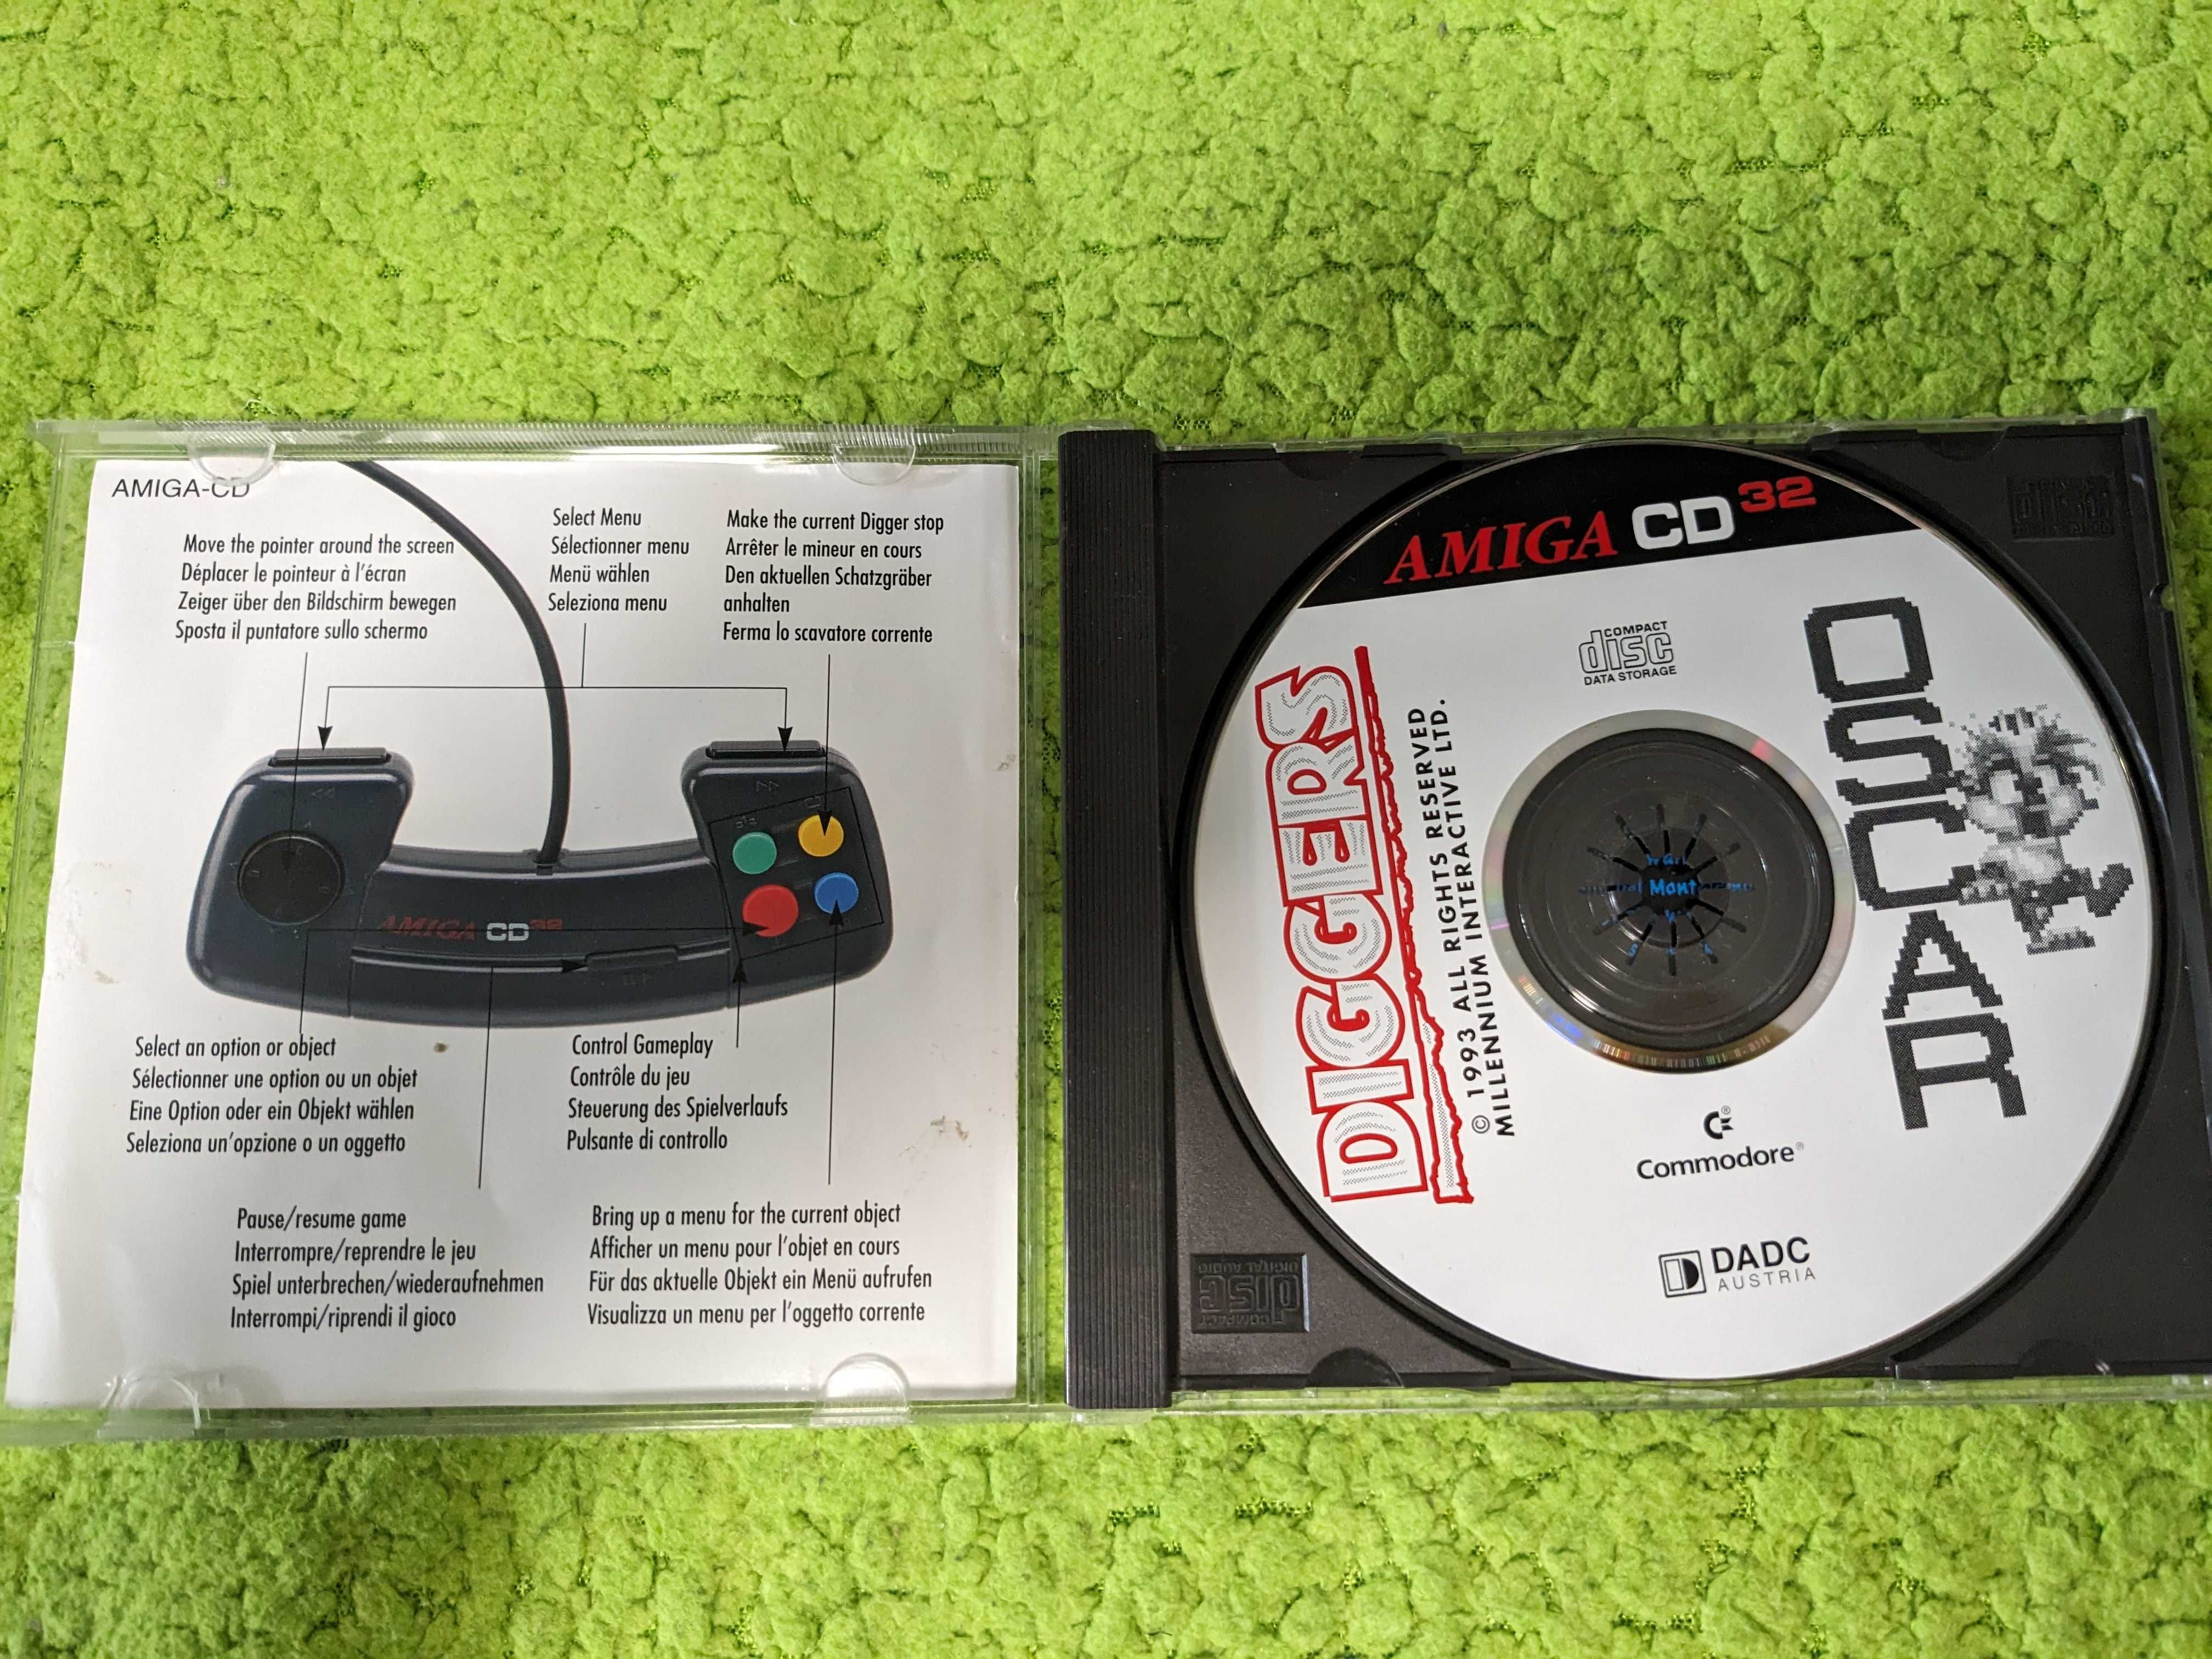 AMIGA-CD
Move the pointer around the screen
Déplacer le pointeur à l'écran
Zeiger über den Bildschirm bewegen
Sposta il puntatore sullo schermo
Select Menu
Sélectionner menu
Menü wählen
Seleziona menu
Make the current Digger stop
Arrêter le mineur en cours
Den aktuellen Schatzgräber
anhalten
Ferma lo scavatore corrente
AMIGA CD32
Select an option or object
Sélectionner une option ou un objet
Eine Option oder ein Objekt wählen
Seleziona un'opzione o un oggetto
Control Gameplay
Contrôle du jeu
Steuerung des Spielverlaufs
Pulsante di controllo
Pause/resume game
Interrompre/reprendre le jeu
Spiel unterbrechen/wiederaufnehmen
Interrompi/riprendi il gioco
Bring up a menu for the current object
Afficher un menu pour l'objet en cours
Für das aktuelle Objekt ein Menü aufrufen
Visualizza un menu per l'oggetto corrente
AMIGA CD32
COMPACT
disc
DATA STORAGE
DIGGERS
© 1993 ALL RIGHTS RESERVED
MILLENNIUM INTERACTIVE LTD.
OSCAR
Mont
Commodore®
DADC
AUSTRIA
COMPACT
disc
DIGITAL AUDIO